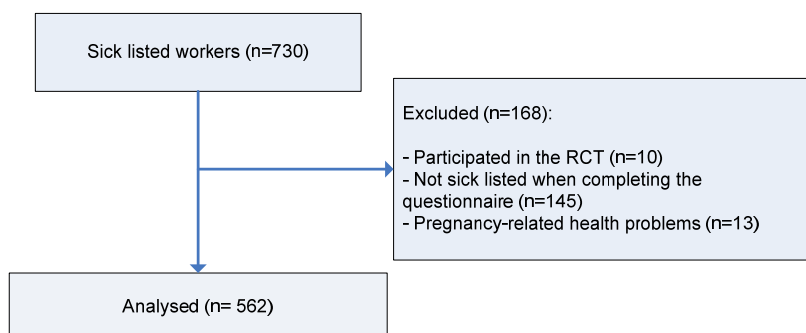 Sick listed workers (n=730)
Excluded (n=168):
- Participated in the RCT (n=10)
- Not sick listed when completing the
questionnaire (n=145)
- Pregnancy-related health problems (n=13)
Analysed (n= 562)